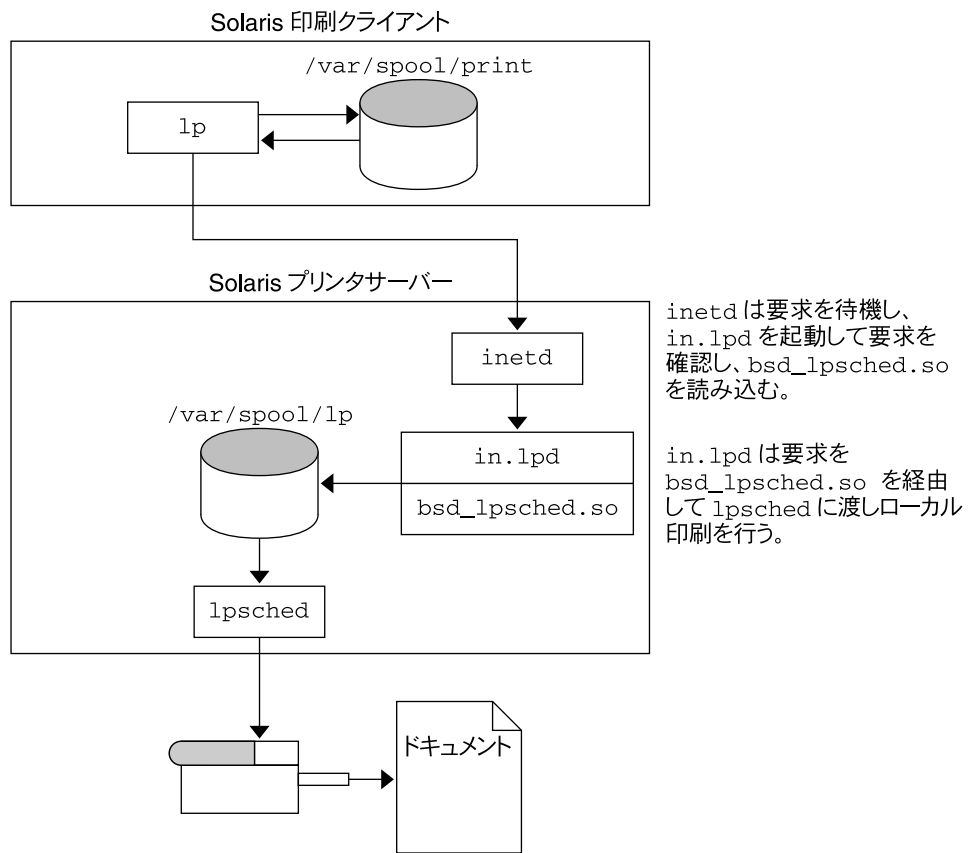 Solaris 印刷クライアント
/var/spool/print
lp
Solaris プリンタサーバー
inetd
/var/spool/lp
in.lpd
bsd_lpsched.so
lpsched
ドキュメント
inetd は要求を待機し、
in.lpd を起動して要求を
確認し、bsd_lpsched.so
を読み込む。
in.lpd は要求を
bsd_lpsched.so を経由
して lpsched に渡しローカル
印刷を行う。